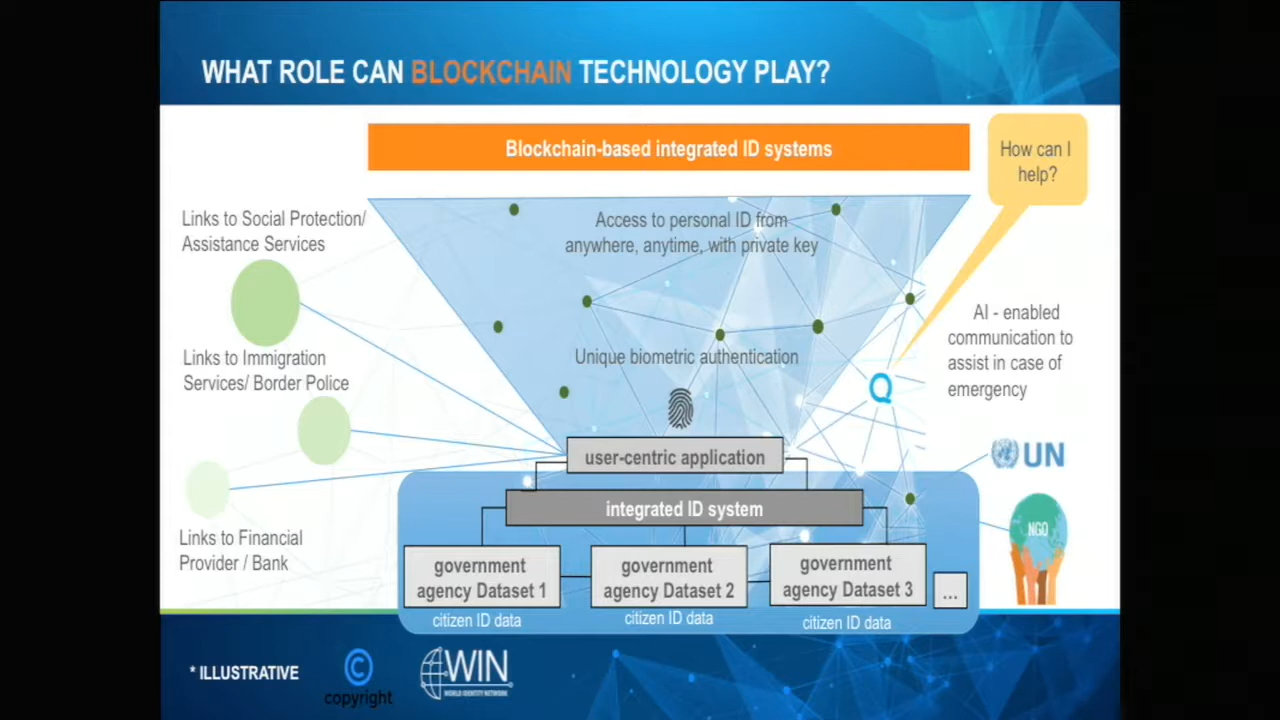 WHAT ROLE CAN BLOCKCHAIN TECHNOLOGY PLAY?
Blockchain-based integrated ID systems
How can I
help?
Links to Social Protection/
Assistance Services
Access to personal ID from
anywhere, anytime, with private key
AI - enabled
communication to
assist in case of
emergency
Links to Immigration
Services/ Border Police
Unique biometric authentication
Q
user-centric application
UN
integrated ID system
NGO
Links to Financial
Provider / Bank
government
agency Dataset 1
government
agency Dataset 2
government
agency Dataset 3
...
citizen ID data
citizen ID data
citizen ID data
* ILLUSTRATIVE
©
copyright
WIN
WORLD IDENTITY NETWORK